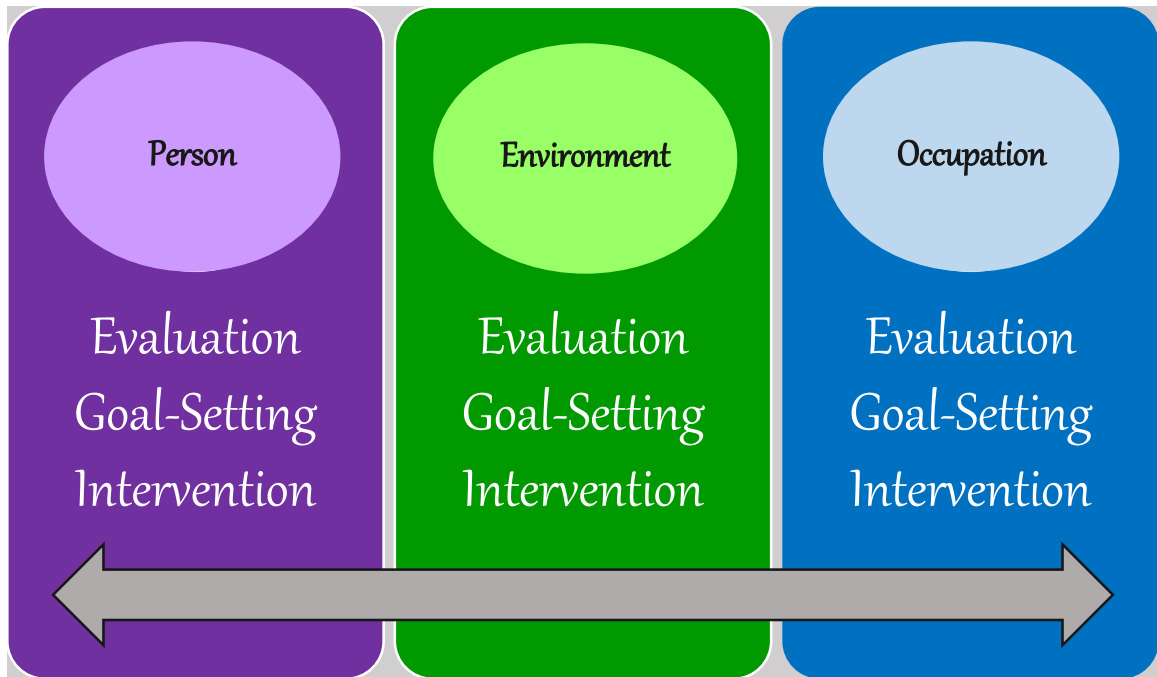 Person
Evaluation
Goal-Setting
Intervention
Environment
Evaluation
Goal-Setting
Intervention
Occupation
Evaluation
Goal-Setting
Intervention